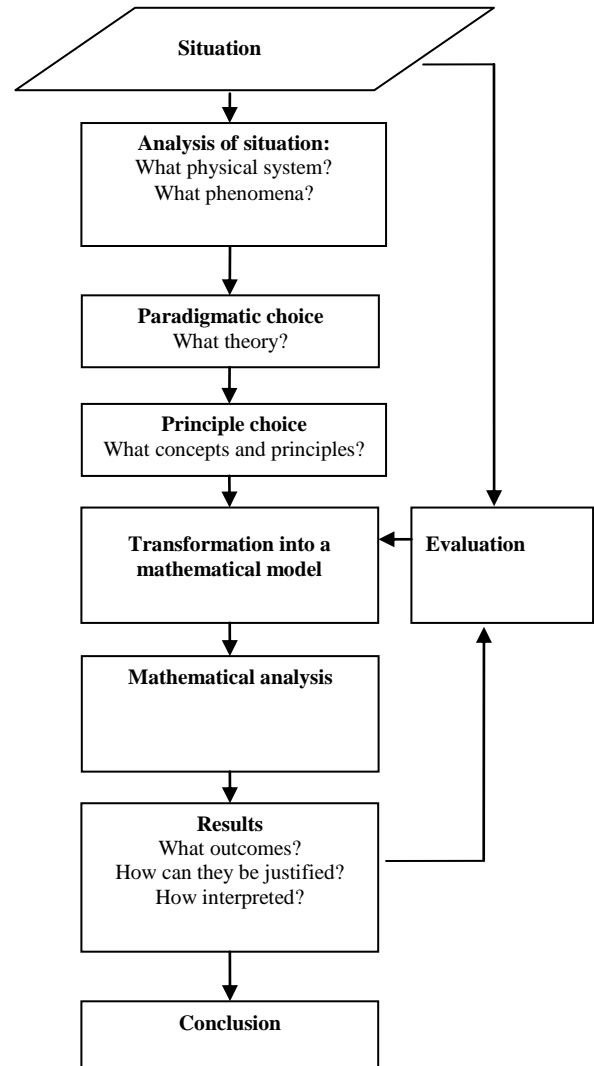 Situation
Analysis of situation:
What physical system?
What phenomena?
Paradigmatic choice
What theory?
Principle choice
What concepts and principles?
Transformation into a
mathematical model
Evaluation
Mathematical analysis
Results
What outcomes?
How can they be justified?
How interpreted?
Conclusion